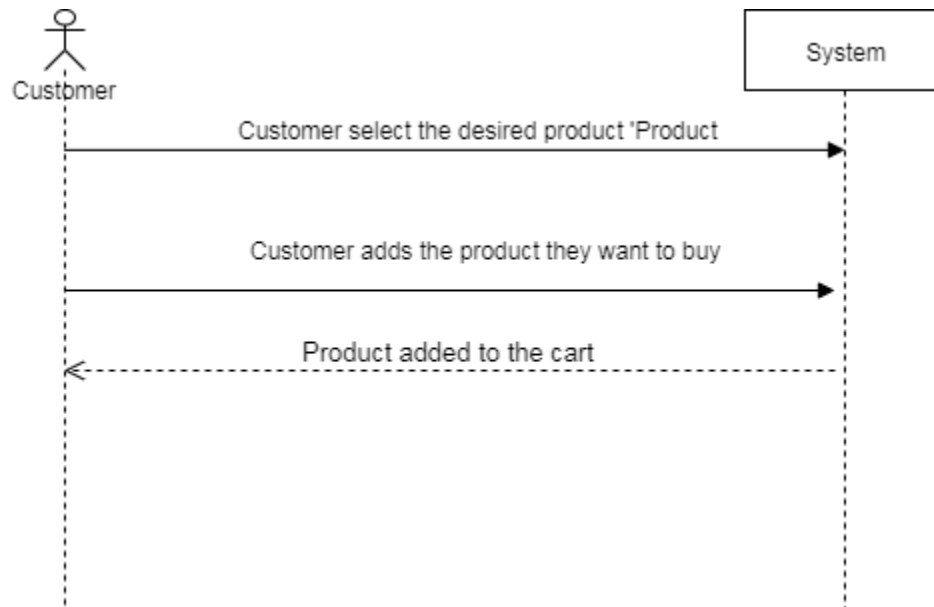 Customer
System
Customer select the desired product 'Product
Customer adds the product they want to buy
Product added to the cart